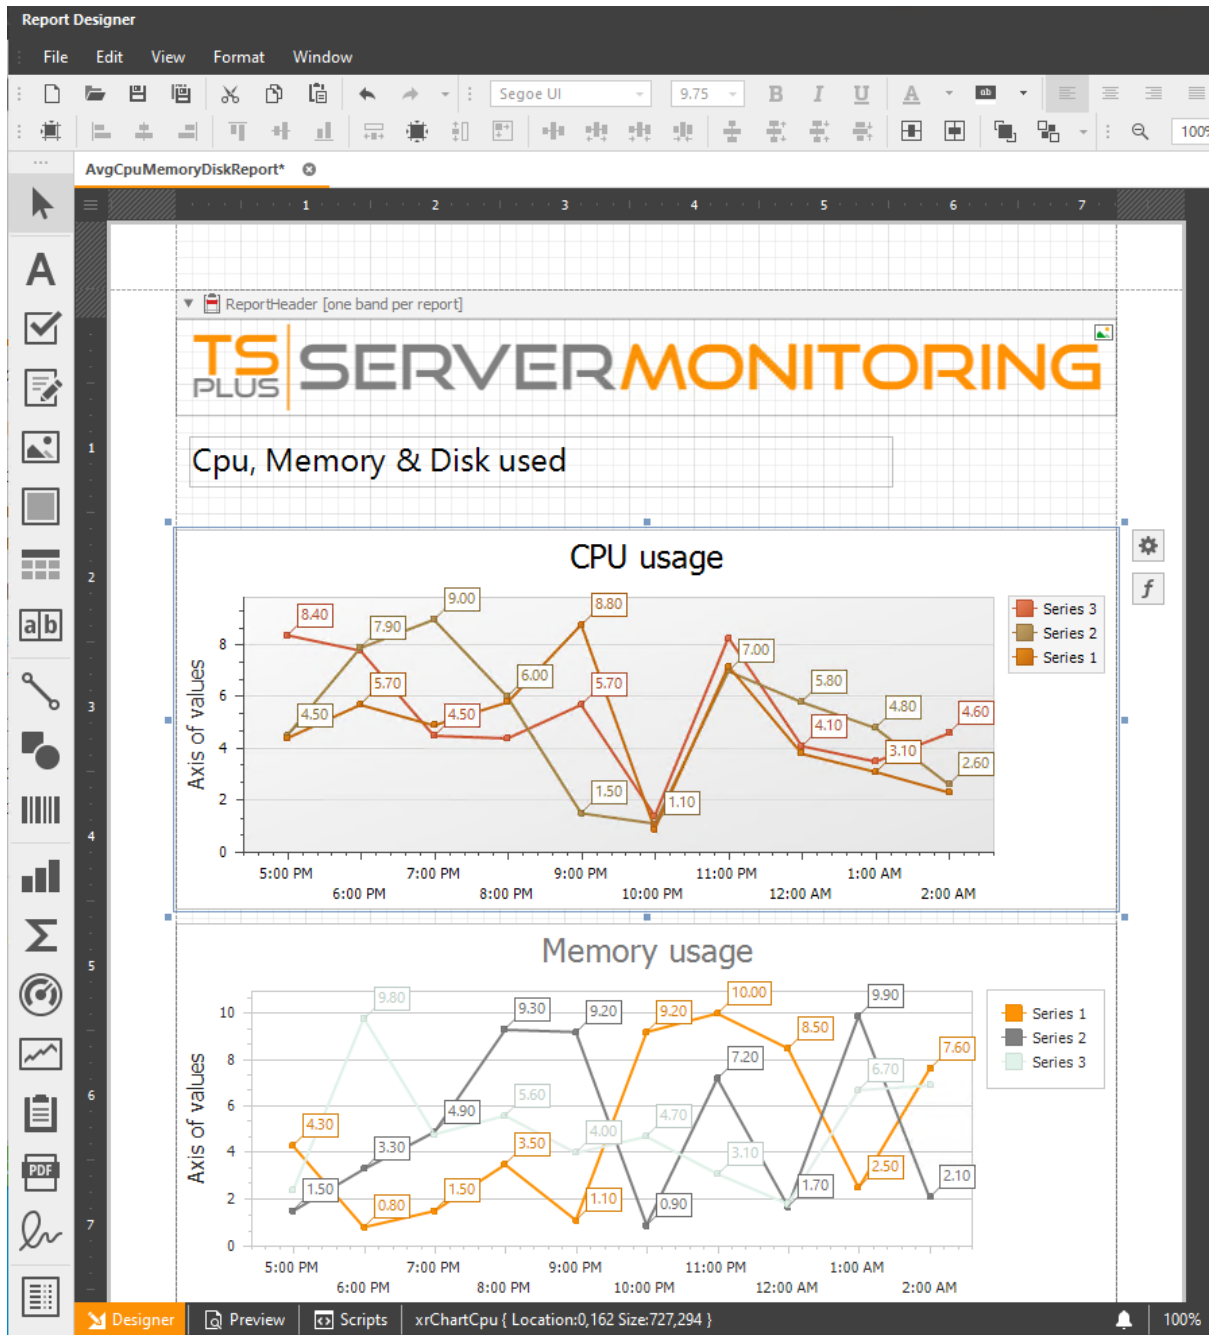 Report Designer
File Edit View Format Window
Segoe UI 9.75 B I U A ab
100%
AvgCpuMemoryDiskReport*
1 2 3 4 5 6 7
A
ReportHeader [one band per report]
TS PLUS SERVERMONITORING
1
Cpu, Memory & Disk used
CPU usage
2
f
ab
Axis of values
8.40 7.90 9.00 8.80
5.70 4.50 4.50 6.00 5.70
7.00 5.80 4.80 4.60
4.10 3.10 2.60
1.50 1.10
8
6
4
2
0
Series 3
Series 2
Series 1
3
4
5:00 PM 7:00 PM 9:00 PM 11:00 PM 1:00 AM
6:00 PM 8:00 PM 10:00 PM 12:00 AM 2:00 AM
Σ
Memory usage
5
Axis of values
9.80 9.30 9.20 9.20 10.00 9.90
8.50 7.60 7.20 6.70
5.60 4.90 4.70 4.30 4.00
3.30 3.50 3.10 2.50 2.10
1.50 0.80 1.50 1.10 0.90 1.70
10
8
6
4
2
0
Series 1
Series 2
Series 3
6
PDF
7
5:00 PM 7:00 PM 9:00 PM 11:00 PM 1:00 AM
6:00 PM 8:00 PM 10:00 PM 12:00 AM 2:00 AM
Designer Preview Scripts xrChartCpu { Location:0,162 Size:727,294 } 100%